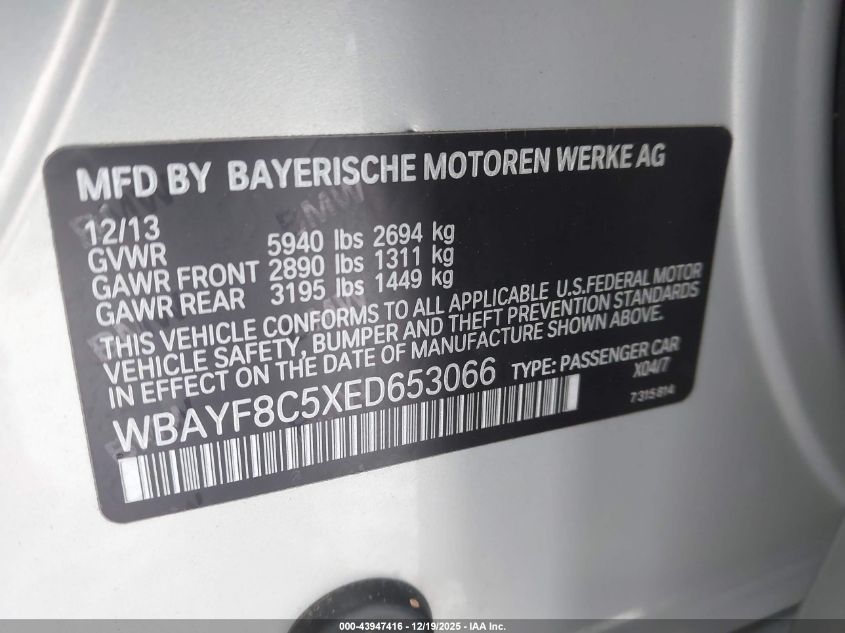 MFD BY BAYERISCHE MOTOREN WERKE AG
12/13
GVWR 5940 lbs 2694 kg
GAWR FRONT 2890 lbs 1311 kg
GAWR REAR 3195 lbs 1449 kg
THIS VEHICLE CONFORMS TO ALL APPLICABLE U.S.FEDERAL MOTOR
VEHICLE SAFETY, BUMPER AND THEFT PREVENTION STANDARDS
IN EFFECT ON THE DATE OF MANUFACTURE SHOWN ABOVE.
WBAYF8C5XED653066 TYPE: PASSENGER CAR
X04/7
7315814
000-43947416 - 12/19/2025 - IAA Inc.